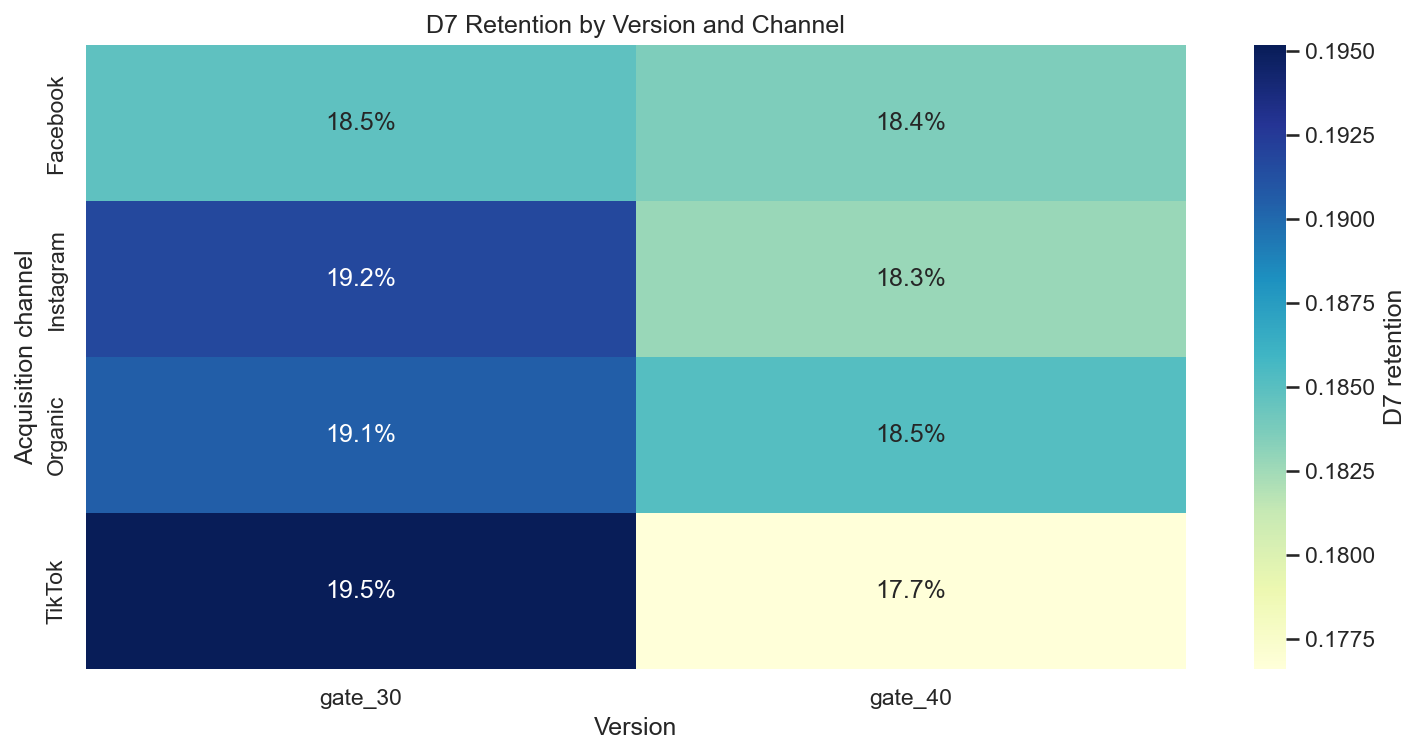 D7 Retention by Version and Channel
Acquisition channel
Facebook
18.5%
18.4%
Instagram
19.2%
18.3%
Organic
19.1%
18.5%
TikTok
19.5%
17.7%
gate_30
gate_40
Version
0.1950
0.1925
0.1900
0.1875
0.1850
0.1825
0.1800
0.1775
D7 retention